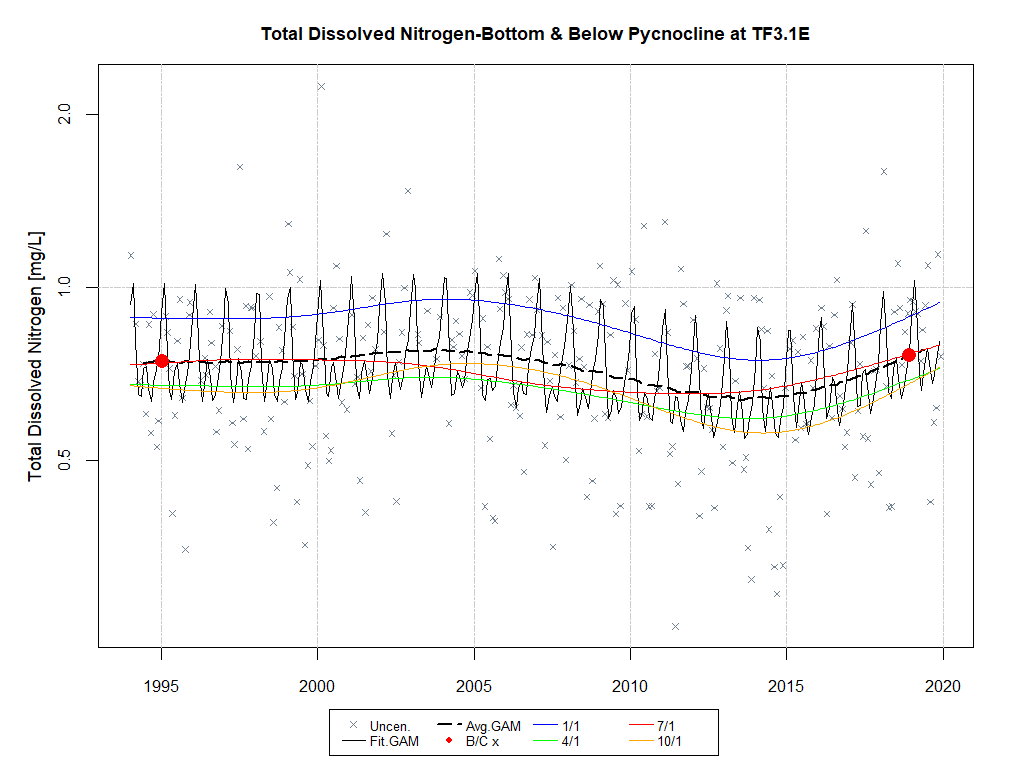 Total Dissolved Nitrogen-Bottom & Below Pycnocline at TF3.1E
Total Dissolved Nitrogen [mg/L]
2.0
1.0
0.5
1995 2000 2005 2010 2015 2020
Uncen. Avg.GAM 1/1 7/1
Fit.GAM B/C x 4/1 10/1